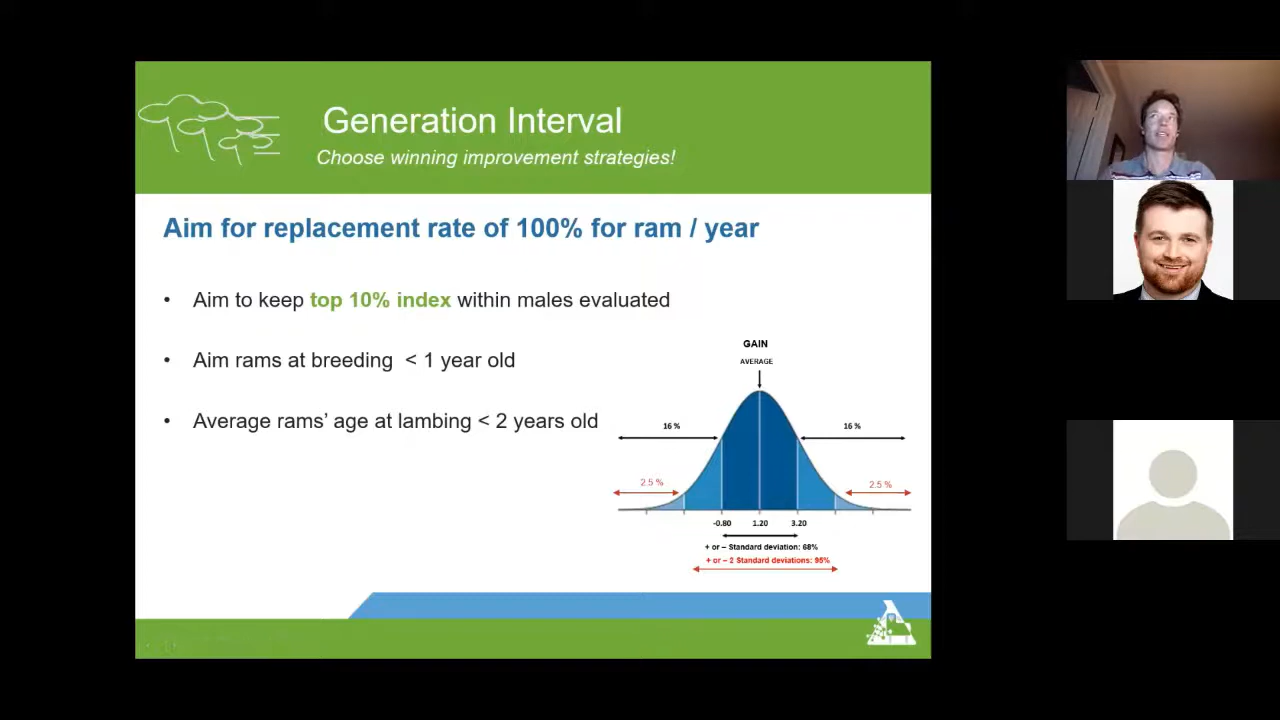 Generation Interval
Choose winning improvement strategies!
Aim for replacement rate of 100% for ram / year
• Aim to keep top 10% index within males evaluated
• Aim rams at breeding < 1 year old
• Average rams’ age at lambing < 2 years old
GAIN
AVERAGE
16 %
16 %
2.5 %
2.5 %
-0.80 1.20 3.20
+ or – Standard deviation: 68%
+ or – 2 Standard deviations: 95%